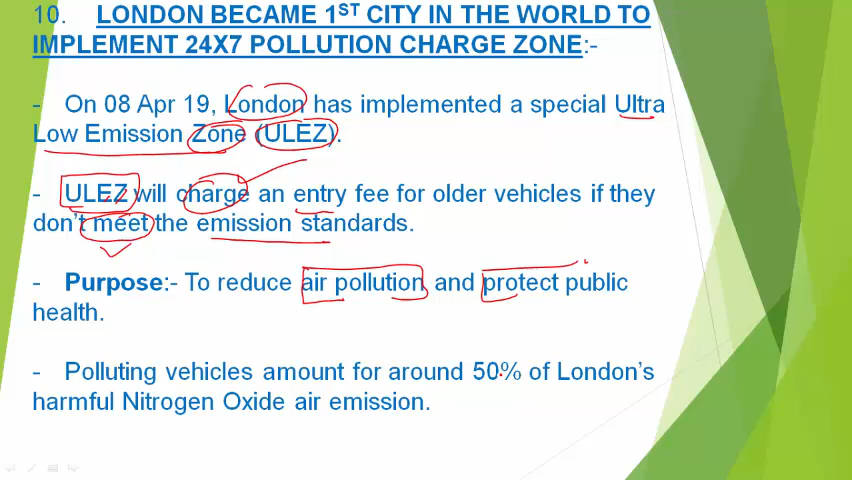 10. LONDON BECAME 1ST CITY IN THE WORLD TO
IMPLEMENT 24X7 POLLUTION CHARGE ZONE:-
- On 08 Apr 19, London has implemented a special Ultra
Low Emission Zone (ULEZ).
- ULEZ will charge an entry fee for older vehicles if they
don't meet the emission standards.
- Purpose:- To reduce air pollution and protect public
health.
- Polluting vehicles amount for around 50% of London's
harmful Nitrogen Oxide air emission.